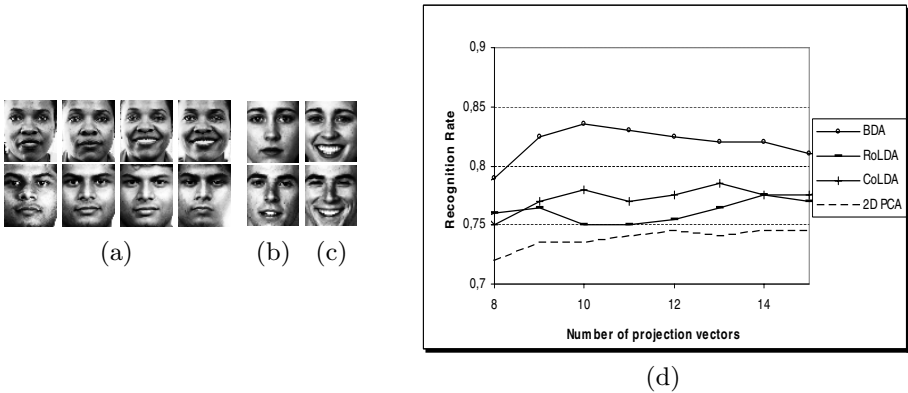 0,9
0,85
0,8
0,75
0,7
Recognition Rate
8 10 12 14
Number of projection vectors
BDA
RoLDA
CoLDA
2D PCA
(a) (b) (c)
(d)